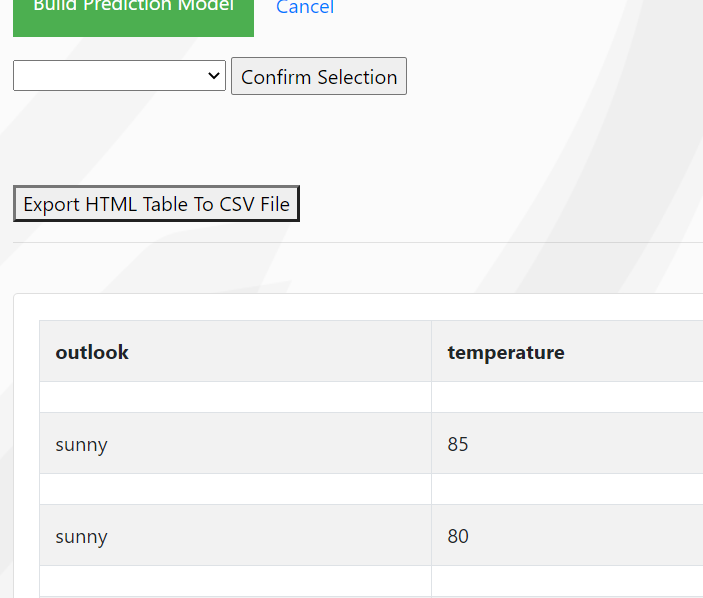 Build Prediction Model Cancel
Confirm Selection
Export HTML Table To CSV File
outlook temperature
sunny 85
sunny 80